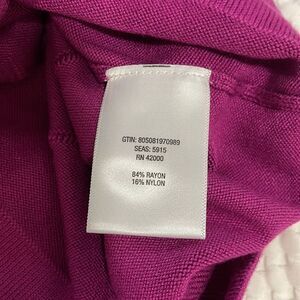 GTIN: 805081970989
SEAS: 5915
RN 42000
84% RAYON
16% NYLON